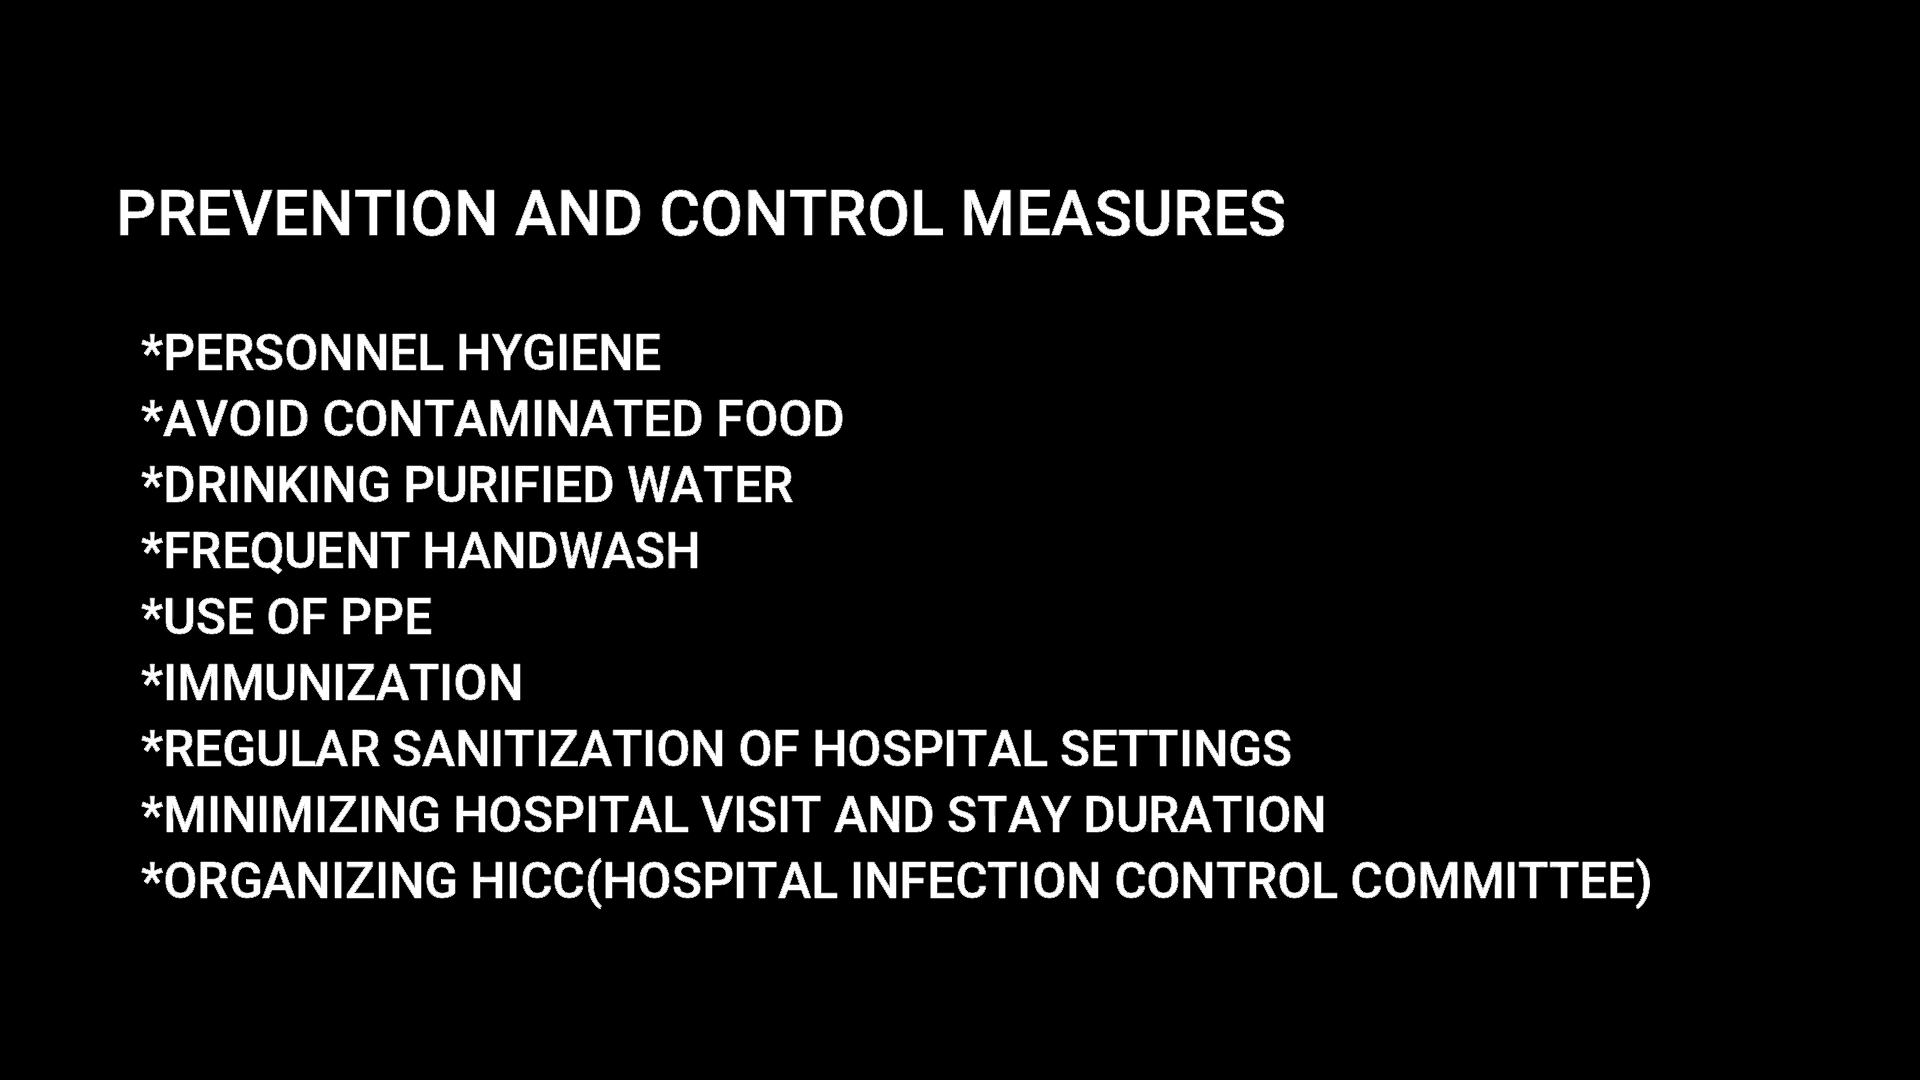 PREVENTION AND CONTROL MEASURES
*PERSONNEL HYGIENE
*AVOID CONTAMINATED FOOD
*DRINKING PURIFIED WATER
*FREQUENT HANDWASH
*USE OF PPE
*IMMUNIZATION
*REGULAR SANITIZATION OF HOSPITAL SETTINGS
*MINIMIZING HOSPITAL VISIT AND STAY DURATION
*ORGANIZING HICC(HOSPITAL INFECTION CONTROL COMMITTEE)